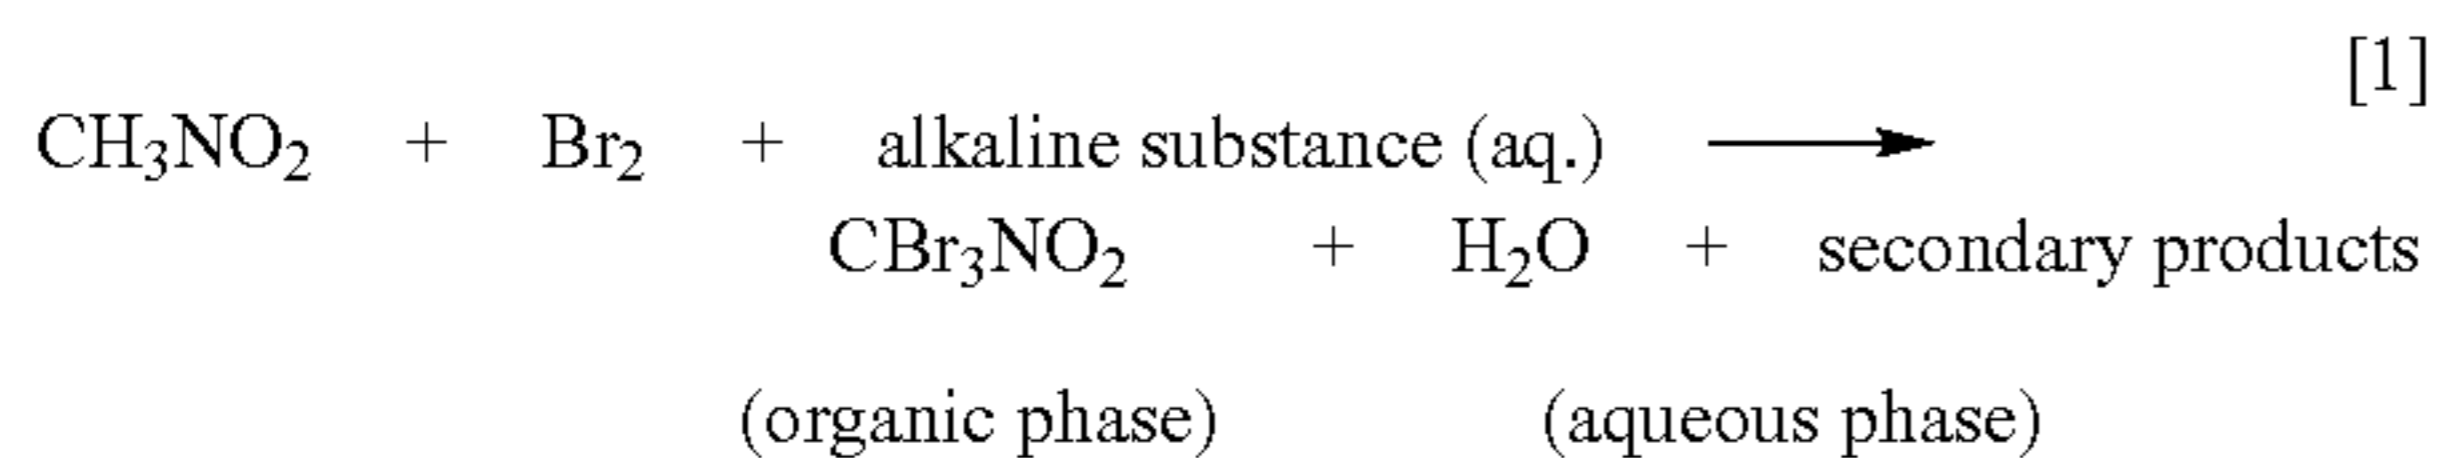 [1]
CH₃NO₂ + Br₂ + alkaline substance (aq.) ⟶
CBr₃NO₂ + H₂O + secondary products
(organic phase) (aqueous phase)